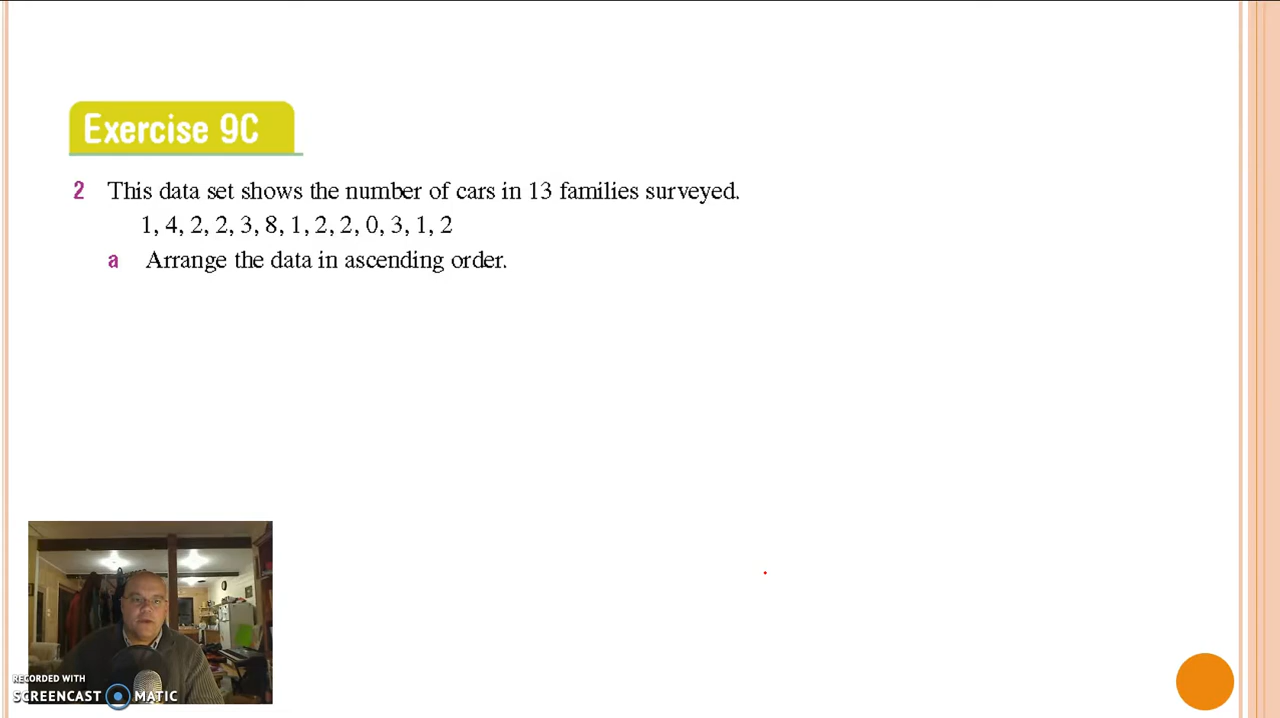 Exercise 9C
2 This data set shows the number of cars in 13 families surveyed.
1, 4, 2, 2, 3, 8, 1, 2, 2, 0, 3, 1, 2
a Arrange the data in ascending order.
RECORDED WITH
SCREENCAST MATIC